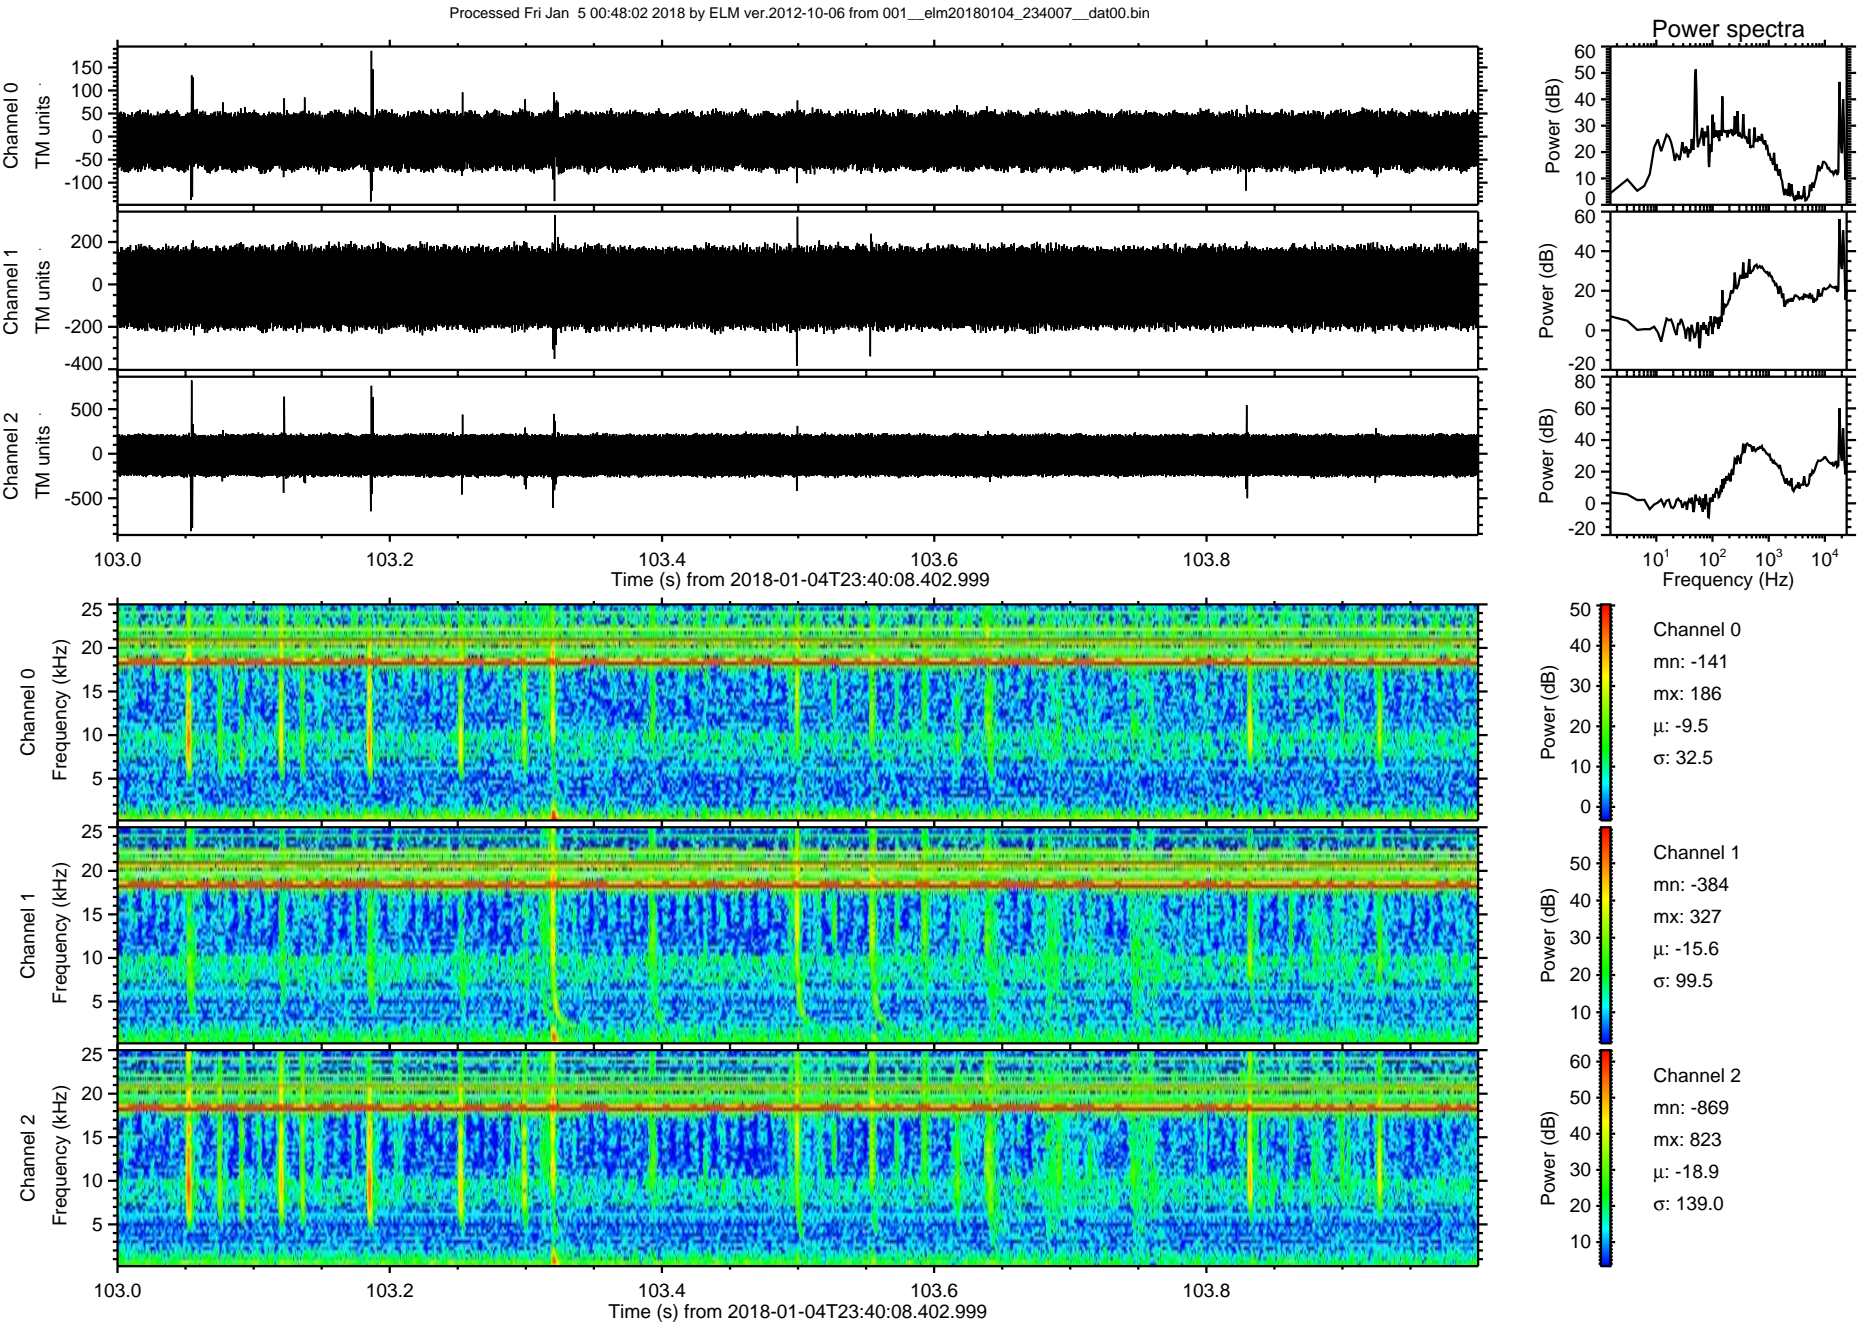 Processed Fri Jan  5 00:48:02 2018 by ELM ver.2012-10-06 from 001__elm20180104_234007__dat00.bin
Power spectra
Channel 0
TM units
150
100
50
0
-50
-100
Power (dB)
60
50
40
30
20
10
0
Channel 1
TM units
200
0
-200
-400
Power (dB)
60
40
20
0
-20
Channel 2
TM units
500
0
-500
Power (dB)
80
60
40
20
0
-20
103.0 103.2 103.4 103.6 103.8
Time (s) from 2018-01-04T23:40:08.402.999
10¹ 10² 10³ 10⁴
Frequency (Hz)
Channel 0
Frequency (kHz)
25
20
15
10
5
Power (dB)
50
40
30
20
10
0
Channel 0
mn: -141
mx: 186
μ: -9.5
σ: 32.5
Channel 1
Frequency (kHz)
25
20
15
10
5
Power (dB)
50
40
30
20
10
Channel 1
mn: -384
mx: 327
μ: -15.6
σ: 99.5
Channel 2
Frequency (kHz)
25
20
15
10
5
Power (dB)
60
50
40
30
20
10
Channel 2
mn: -869
mx: 823
μ: -18.9
σ: 139.0
103.0 103.2 103.4 103.6 103.8
Time (s) from 2018-01-04T23:40:08.402.999